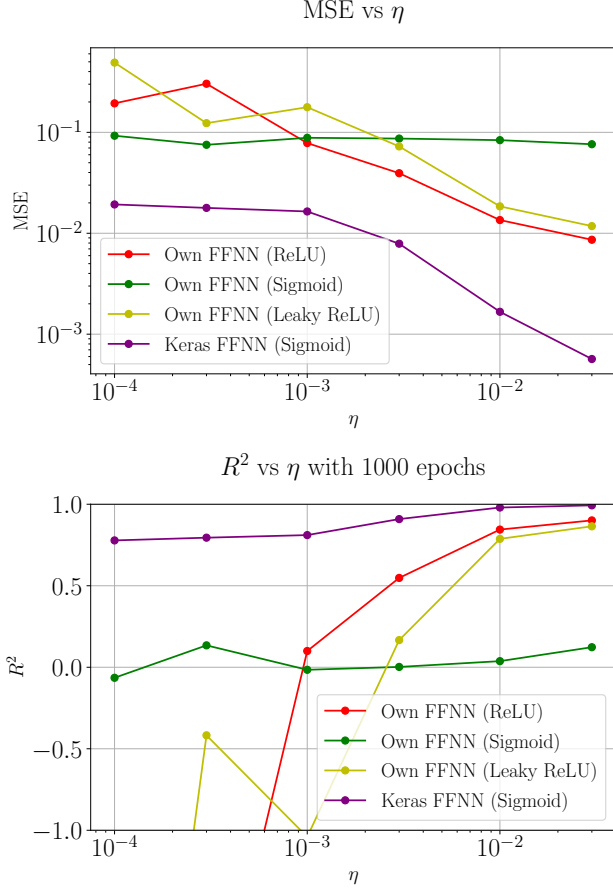 MSE vs η
10⁻¹
10⁻²
10⁻³
MSE
Own FFNN (ReLU)
Own FFNN (Sigmoid)
Own FFNN (Leaky ReLU)
Keras FFNN (Sigmoid)
10⁻⁴ 10⁻³ 10⁻²
η
R² vs η with 1000 epochs
1.0
0.5
0.0
−0.5
−1.0
R²
Own FFNN (ReLU)
Own FFNN (Sigmoid)
Own FFNN (Leaky ReLU)
Keras FFNN (Sigmoid)
10⁻⁴ 10⁻³ 10⁻²
η